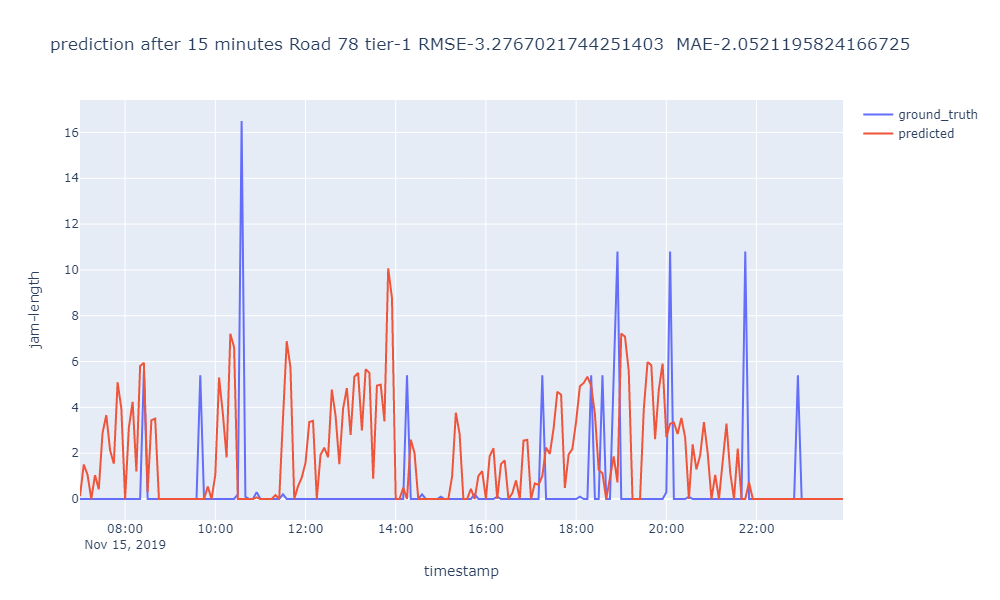 prediction after 15 minutes Road 78 tier-1 RMSE-3.2767021744251403  MAE-2.0521195824166725
ground_truth
predicted
16
14
12
10
8
6
4
2
0
jam-length
08:00 10:00 12:00 14:00 16:00 18:00 20:00 22:00
Nov 15, 2019
timestamp